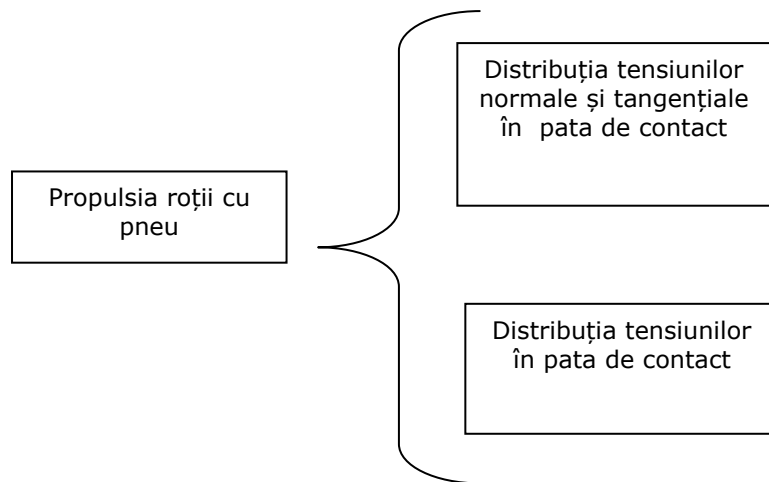 Propulsia roții cu
pneu
Distribuția tensiunilor
normale și tangențiale
în pata de contact
Distribuția tensiunilor
în pata de contact